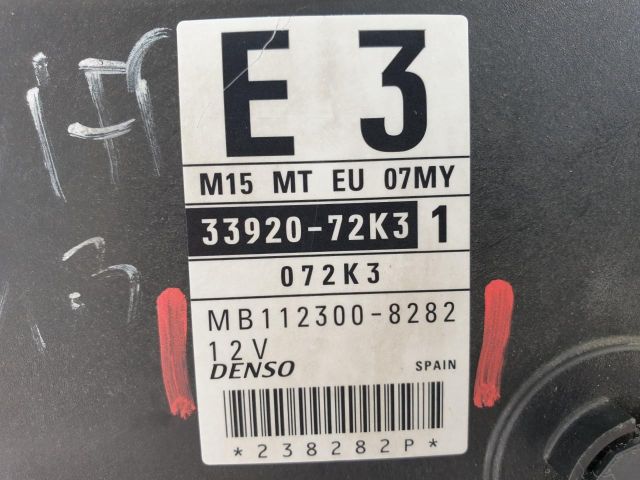 E 3
M15 MT EU 07MY
33920-72K3 1
072K3
MB112300-8282
12V
DENSO SPAIN
*238282P*